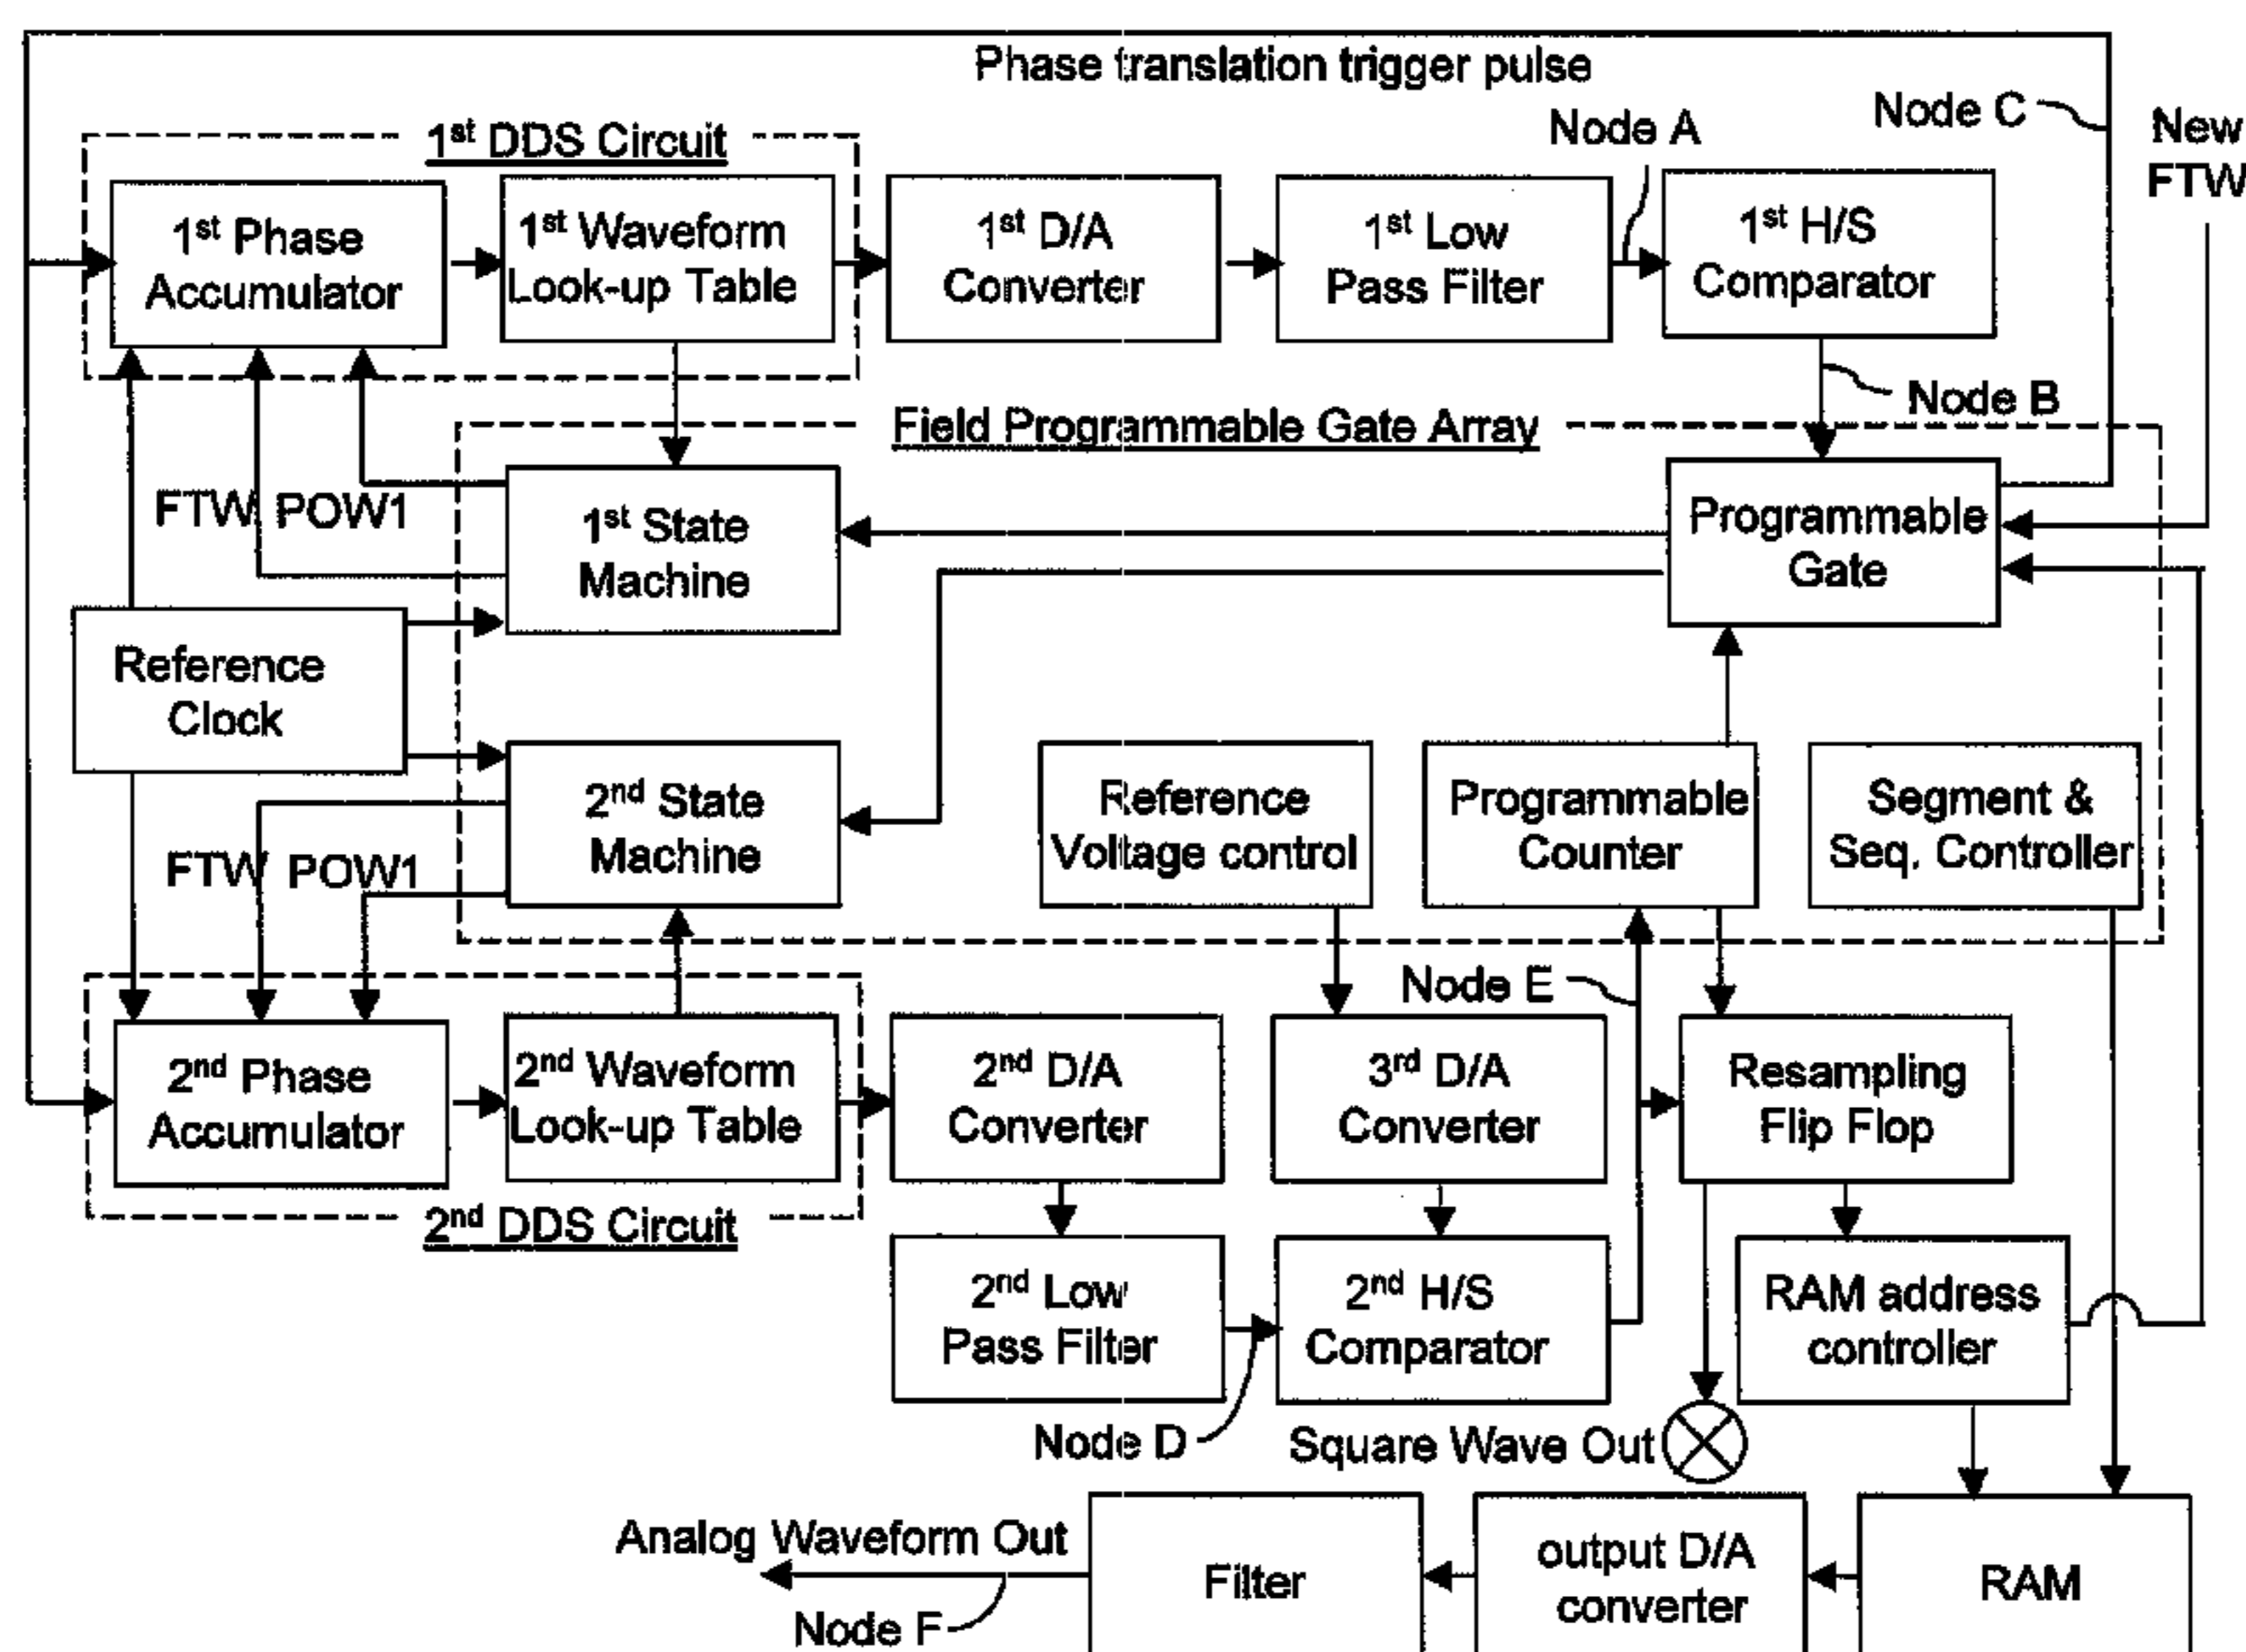 Phase translation trigger pulse
Node C
New
FTW
Node A
1st DDS Circuit
1st Phase
Accumulator
1st Waveform
Look-up Table
1st D/A
Converter
1st Low
Pass Filter
1st H/S
Comparator
Node B
Field Programmable Gate Array
FTW
POW1
1st State
Machine
Programmable
Gate
Reference
Clock
2nd State
Machine
Reference
Voltage control
Programmable
Counter
Segment &
Seq. Controller
FTW
POW1
Node E
2nd Phase
Accumulator
2nd Waveform
Look-up Table
2nd D/A
Converter
3rd D/A
Converter
Resampling
Flip Flop
2nd DDS Circuit
2nd Low
Pass Filter
2nd H/S
Comparator
RAM address
controller
Node D
Square Wave Out
Analog Waveform Out
Node F
Filter
output D/A
converter
RAM